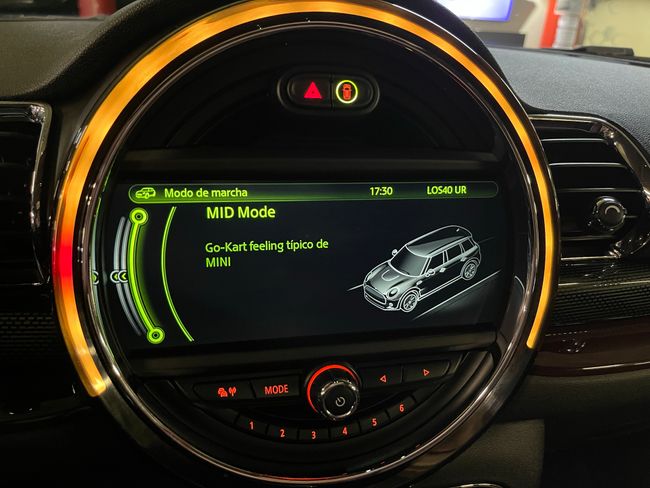 Modo de marcha 17:30 LOS40 UR
MID Mode
Go-Kart feeling típico de
MINI
MODE
1 2 3 4 5 6